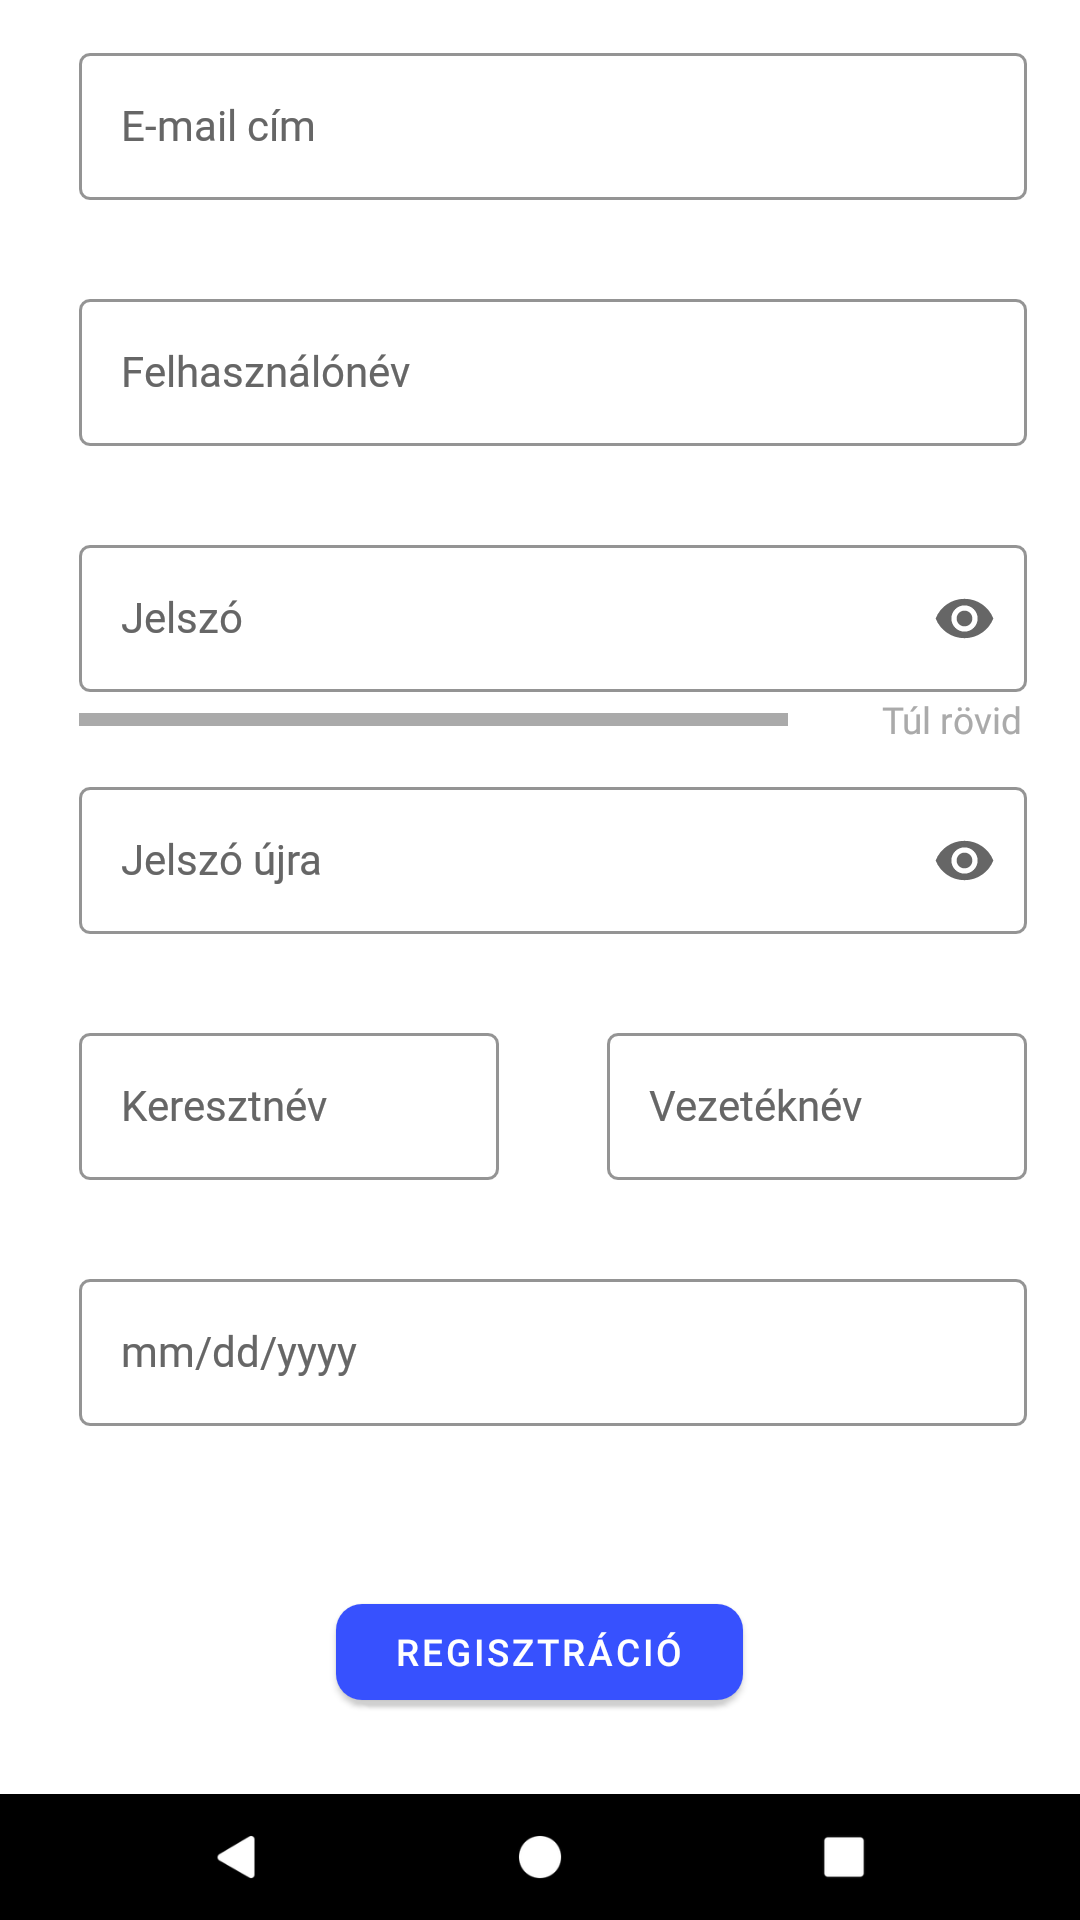 E-mail cím
Felhasználónév
Jelszó
Túl rövid
Jelszó újra
Keresztnév
Vezetéknév
mm/dd/yyyy
REGISZTRÁCIÓ